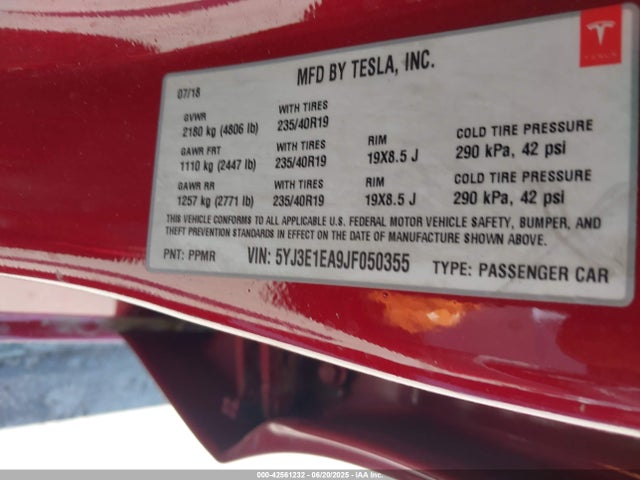 TESLA
MFD BY TESLA, INC.
07/18
GVWR WITH TIRES
2180 kg (4806 lb) 235/40R19
GAWR FRT WITH TIRES RIM COLD TIRE PRESSURE
1110 kg (2447 lb) 235/40R19 19X8.5 J 290 kPa, 42 psi
GAWR RR WITH TIRES RIM COLD TIRE PRESSURE
1257 kg (2771 lb) 235/40R19 19X8.5 J 290 kPa, 42 psi
THIS VEHICLE CONFORMS TO ALL APPLICABLE U.S. FEDERAL MOTOR VEHICLE SAFETY, BUMPER, AND
THEFT PREVENTION STANDARDS IN EFFECT ON THE DATE OF MANUFACTURE SHOWN ABOVE.
PNT: PPMR VIN: 5YJ3E1EA9JF050355 TYPE: PASSENGER CAR
000-42561232 - 06/20/2025 - IAA Inc.